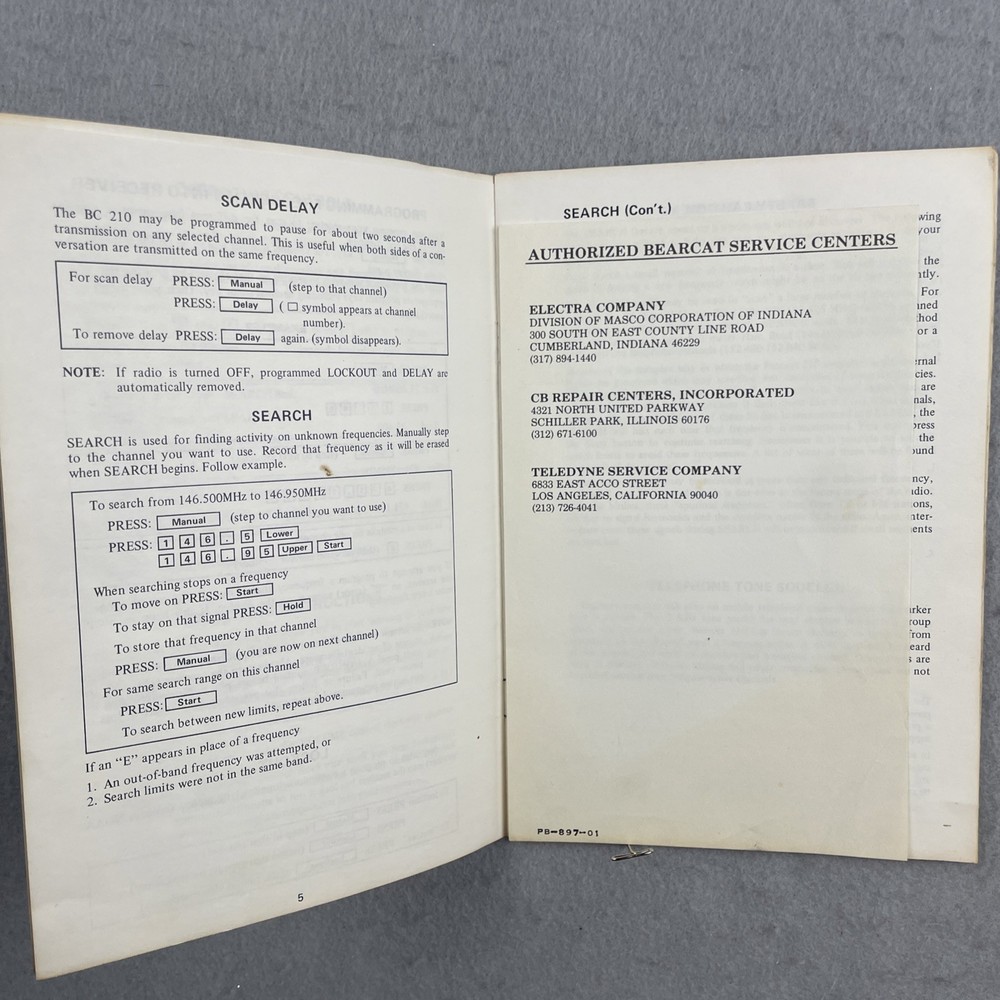 SCAN DELAY
The BC 210 may be programmed to pause for about two seconds after a
transmission on any selected channel. This is useful when both sides of a con-
versation are transmitted on the same frequency.
For scan delay PRESS: Manual (step to that channel)
PRESS: Delay ( □ symbol appears at channel
number).
To remove delay PRESS: Delay again. (symbol disappears).
NOTE: If radio is turned OFF, programmed LOCKOUT and DELAY are
automatically removed.
SEARCH
SEARCH is used for finding activity on unknown frequencies. Manually step
to the channel you want to use. Record that frequency as it will be erased
when SEARCH begins. Follow example.
To search from 146.500MHz to 146.950MHz
PRESS: Manual (step to channel you want to use)
PRESS: 1 4 6 . 5 Lower
1 4 6 . 9 5 Upper Start
When searching stops on a frequency
To move on PRESS: Start
To stay on that signal PRESS: Hold
To store that frequency in that channel
PRESS: Manual (you are now on next channel)
For same search range on this channel
PRESS: Start
To search between new limits, repeat above.
If an "E" appears in place of a frequency
1. An out-of-band frequency was attempted, or
2. Search limits were not in the same band.
5
SEARCH (Con't.)
AUTHORIZED BEARCAT SERVICE CENTERS
ELECTRA COMPANY
DIVISION OF MASCO CORPORATION OF INDIANA
300 SOUTH ON EAST COUNTY LINE ROAD
CUMBERLAND, INDIANA 46229
(317) 894-1440
CB REPAIR CENTERS, INCORPORATED
4321 NORTH UNITED PARKWAY
SCHILLER PARK, ILLINOIS 60176
(312) 671-6100
TELEDYNE SERVICE COMPANY
6833 EAST ACCO STREET
LOS ANGELES, CALIFORNIA 90040
(213) 726-4041
PB-897-01
the
For
or a
are
the
the
are
not